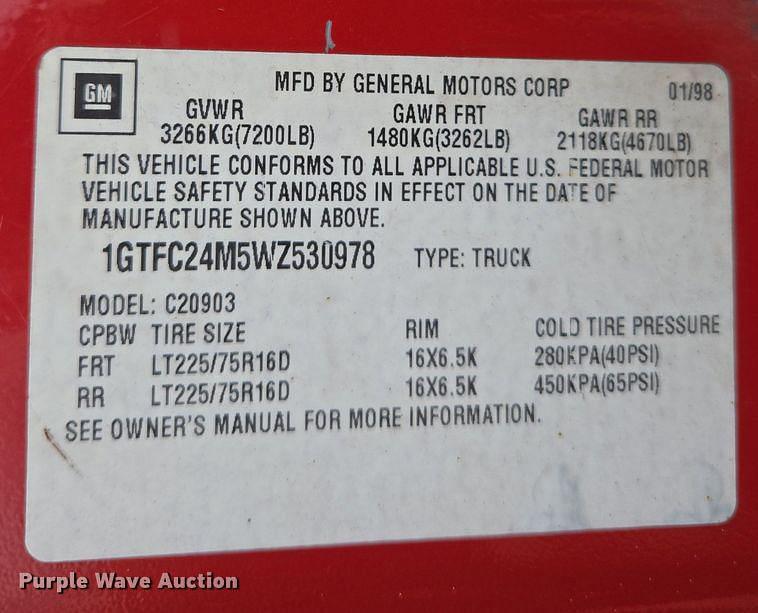 GM
MFD BY GENERAL MOTORS CORP 01/98
GVWR GAWR FRT GAWR RR
3266KG(7200LB) 1480KG(3262LB) 2118KG(4670LB)
THIS VEHICLE CONFORMS TO ALL APPLICABLE U.S. FEDERAL MOTOR
VEHICLE SAFETY STANDARDS IN EFFECT ON THE DATE OF
MANUFACTURE SHOWN ABOVE.
1GTFC24M5WZ530978 TYPE: TRUCK
MODEL: C20903
CPBW TIRE SIZE RIM COLD TIRE PRESSURE
FRT LT225/75R16D 16X6.5K 280KPA(40PSI)
RR LT225/75R16D 16X6.5K 450KPA(65PSI)
SEE OWNER'S MANUAL FOR MORE INFORMATION.
Purple Wave Auction